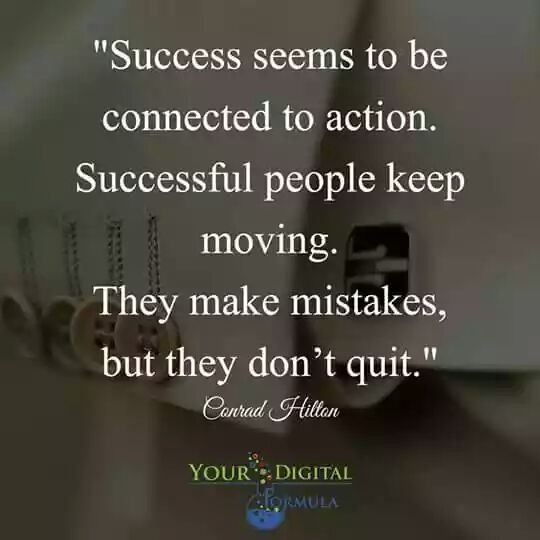 "Success seems to be
connected to action.
Successful people keep
moving.
They make mistakes,
but they don’t quit."
Conrad Hilton
YOUR DIGITAL
FORMULA